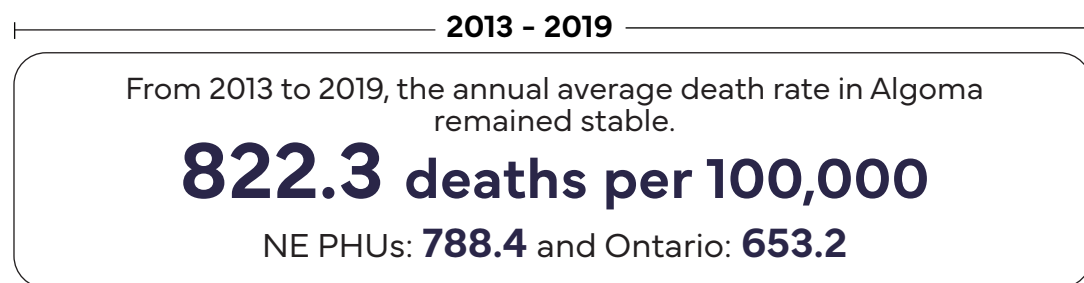 2013 - 2019
From 2013 to 2019, the annual average death rate in Algoma
remained stable.
822.3 deaths per 100,000
NE PHUs: 788.4 and Ontario: 653.2